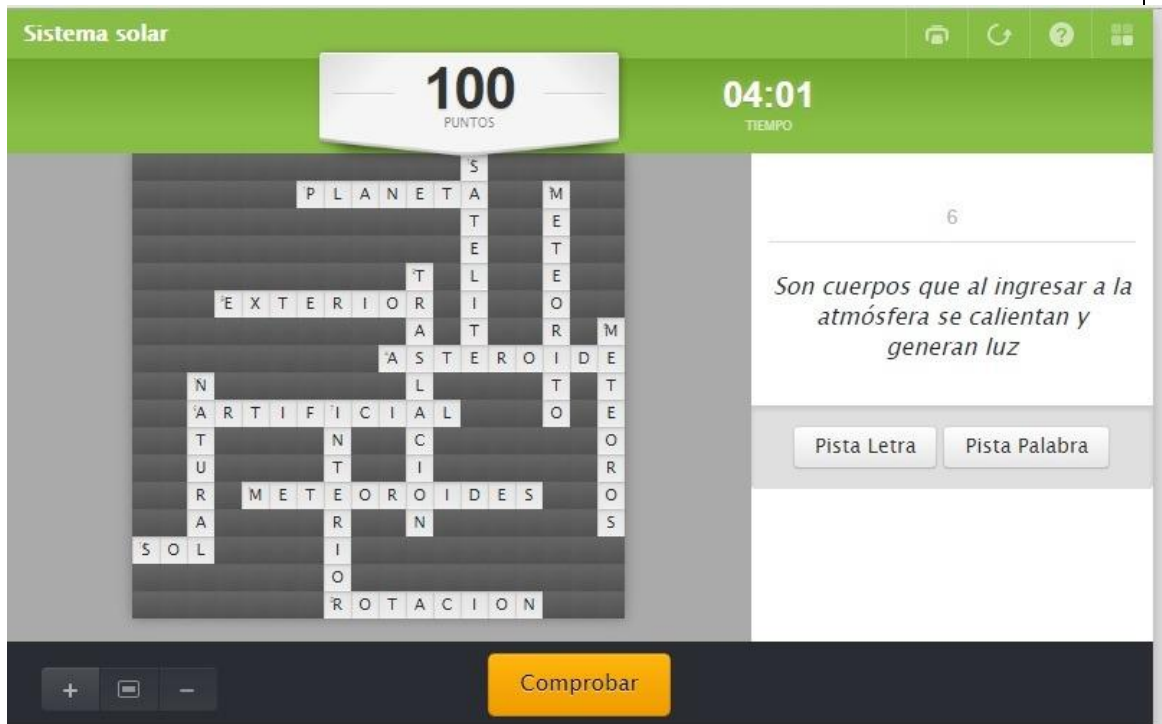 Sistema solar
100
PUNTOS
04:01
TIEMPO
SATELITE
PLANETA
METEORITO
TRASLACION
EXTERIOR
METEOROS
ASTEROIDE
NATURAL
ARTIFICIAL
INTERIOR
METEOROIDES
SOL
ROTACION
6
Son cuerpos que al ingresar a la
atmósfera se calientan y
generan luz
Pista Letra
Pista Palabra
Comprobar